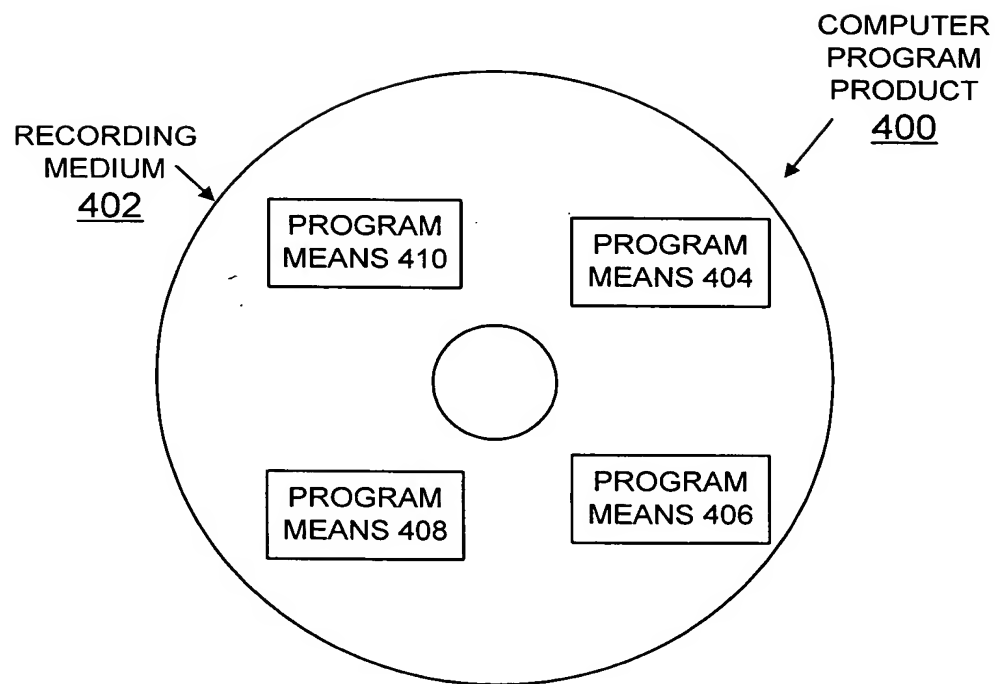 COMPUTER
PROGRAM
PRODUCT
400
RECORDING
MEDIUM
402
PROGRAM
MEANS 410
PROGRAM
MEANS 404
PROGRAM
MEANS 408
PROGRAM
MEANS 406